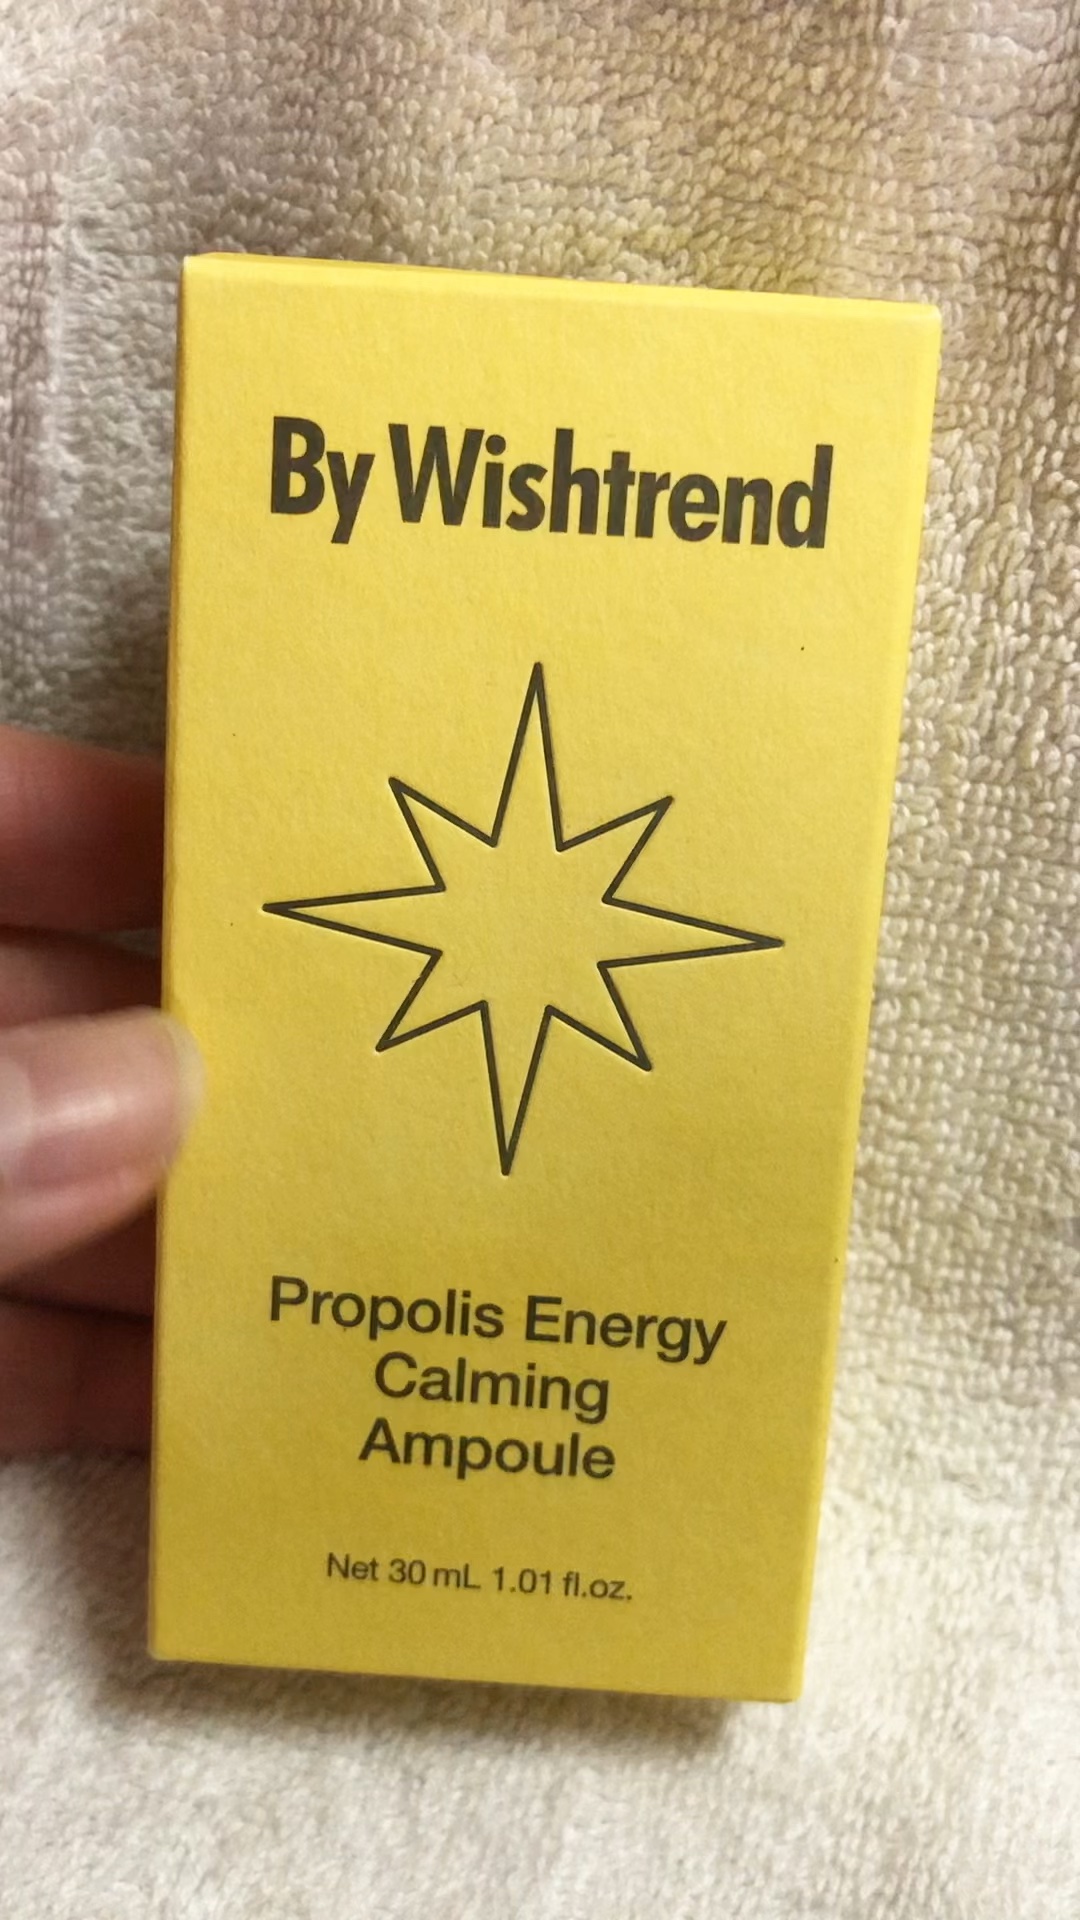 By Wishtrend
Propolis Energy
Calming
Ampoule
Net 30 mL 1.01 fl.oz.